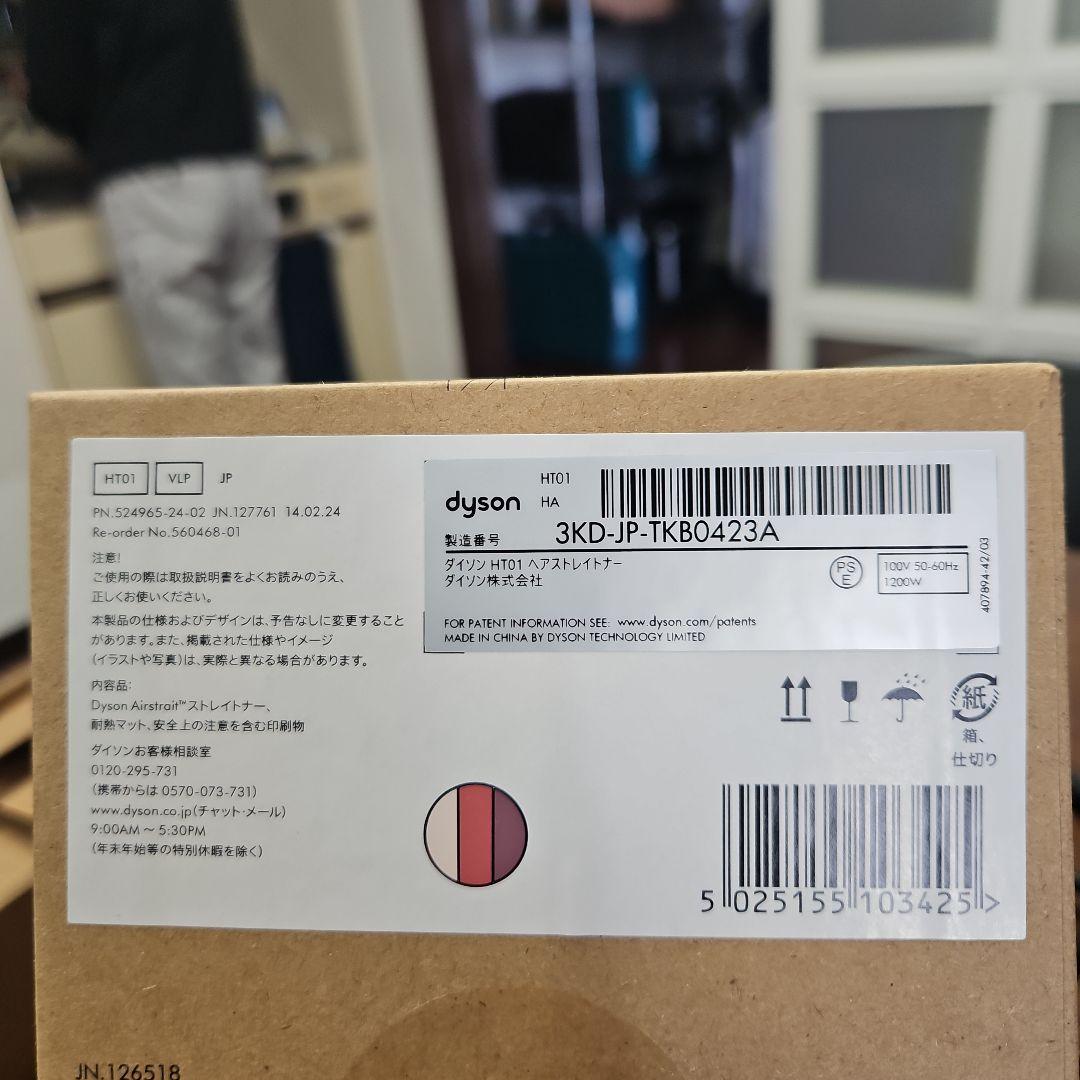 HT01 VLP JP
PN.524965-24-02 JN.127761 14.02.24
Re-order No.560468-01
注意!
ご使用の際は取扱説明書をよくお読みのうえ、
正しくお使いください。
本製品の仕様およびデザインは、予告なしに変更すること
があります。また、掲載された仕様やイメージ
(イラストや写真)は、実際と異なる場合があります。
内容品:
Dyson Airstrait™ストレイトナー、
耐熱マット、安全上の注意を含む印刷物
ダイソンお客様相談室
0120-295-731
(携帯からは 0570-073-731)
www.dyson.co.jp(チャット・メール)
9:00AM ~ 5:30PM
(年末年始等の特別休暇を除く)
dyson
HT01
HA
製造番号 3KD-JP-TKB0423A
ダイソン HT01 ヘアストレイトナー
ダイソン株式会社
PS
E
100V 50-60Hz
1200W
407894-42/03
FOR PATENT INFORMATION SEE: www.dyson.com/patents
MADE IN CHINA BY DYSON TECHNOLOGY LIMITED
紙
箱、
仕切り
5 025155 103425 >
JN.126518